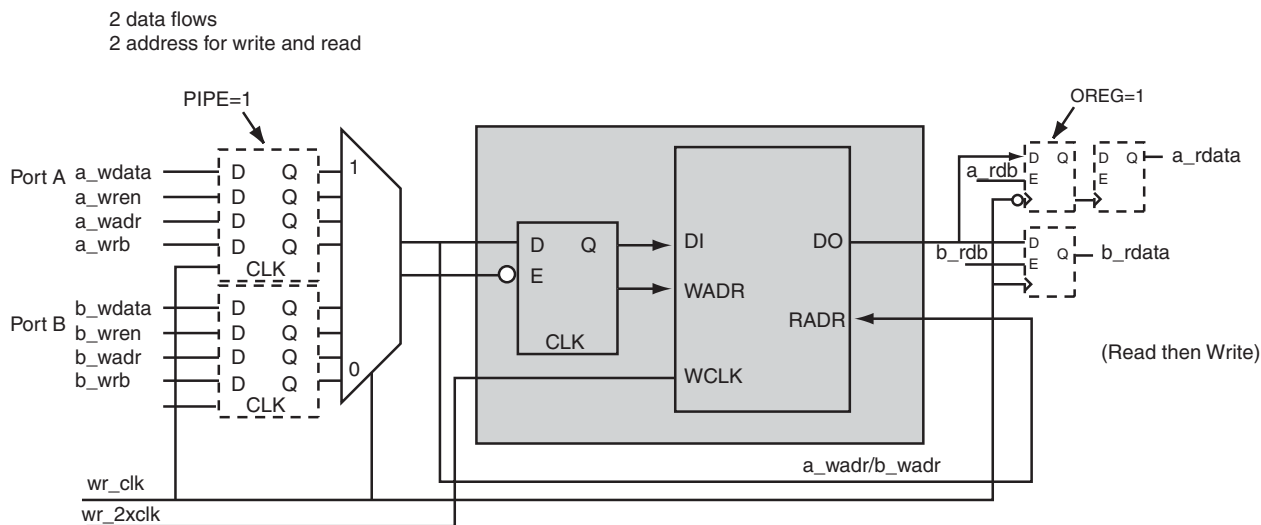 2 data flows
2 address for write and read
PIPE=1
OREG=1
Port A
a_wdata
a_wren
a_wadr
a_wrb
D Q
D Q
D Q
D Q
CLK
1
Port B
b_wdata
b_wren
b_wadr
b_wrb
D Q
D Q
D Q
D Q
CLK
0
D Q
E
CLK
DI
WADR
WCLK
DO
RADR
a_rdb
D Q
E
D Q
E
a_rdata
b_rdb
D
Q
E
b_rdata
(Read then Write)
a_wadr/b_wadr
wr_clk
wr_2xclk